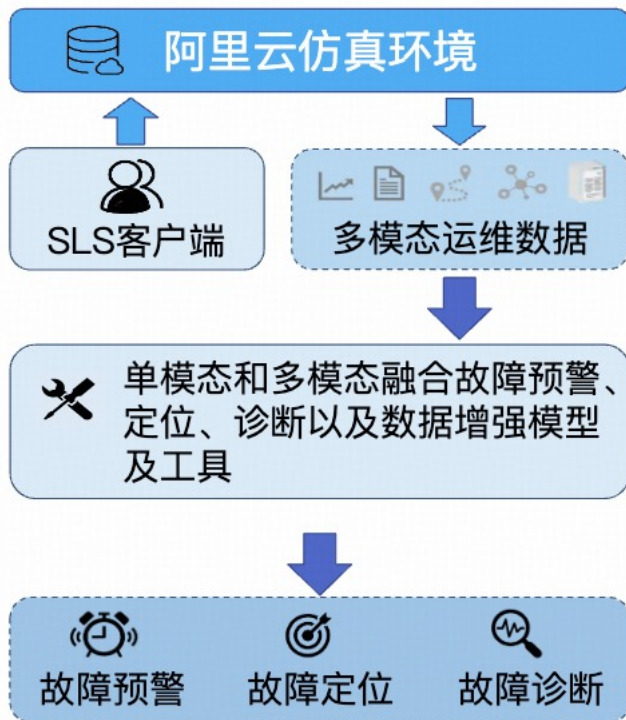 阿里云仿真环境
SLS客户端
多模态运维数据
单模态和多模态融合故障预警、
定位、诊断以及数据增强模型
及工具
故障预警
故障定位
故障诊断